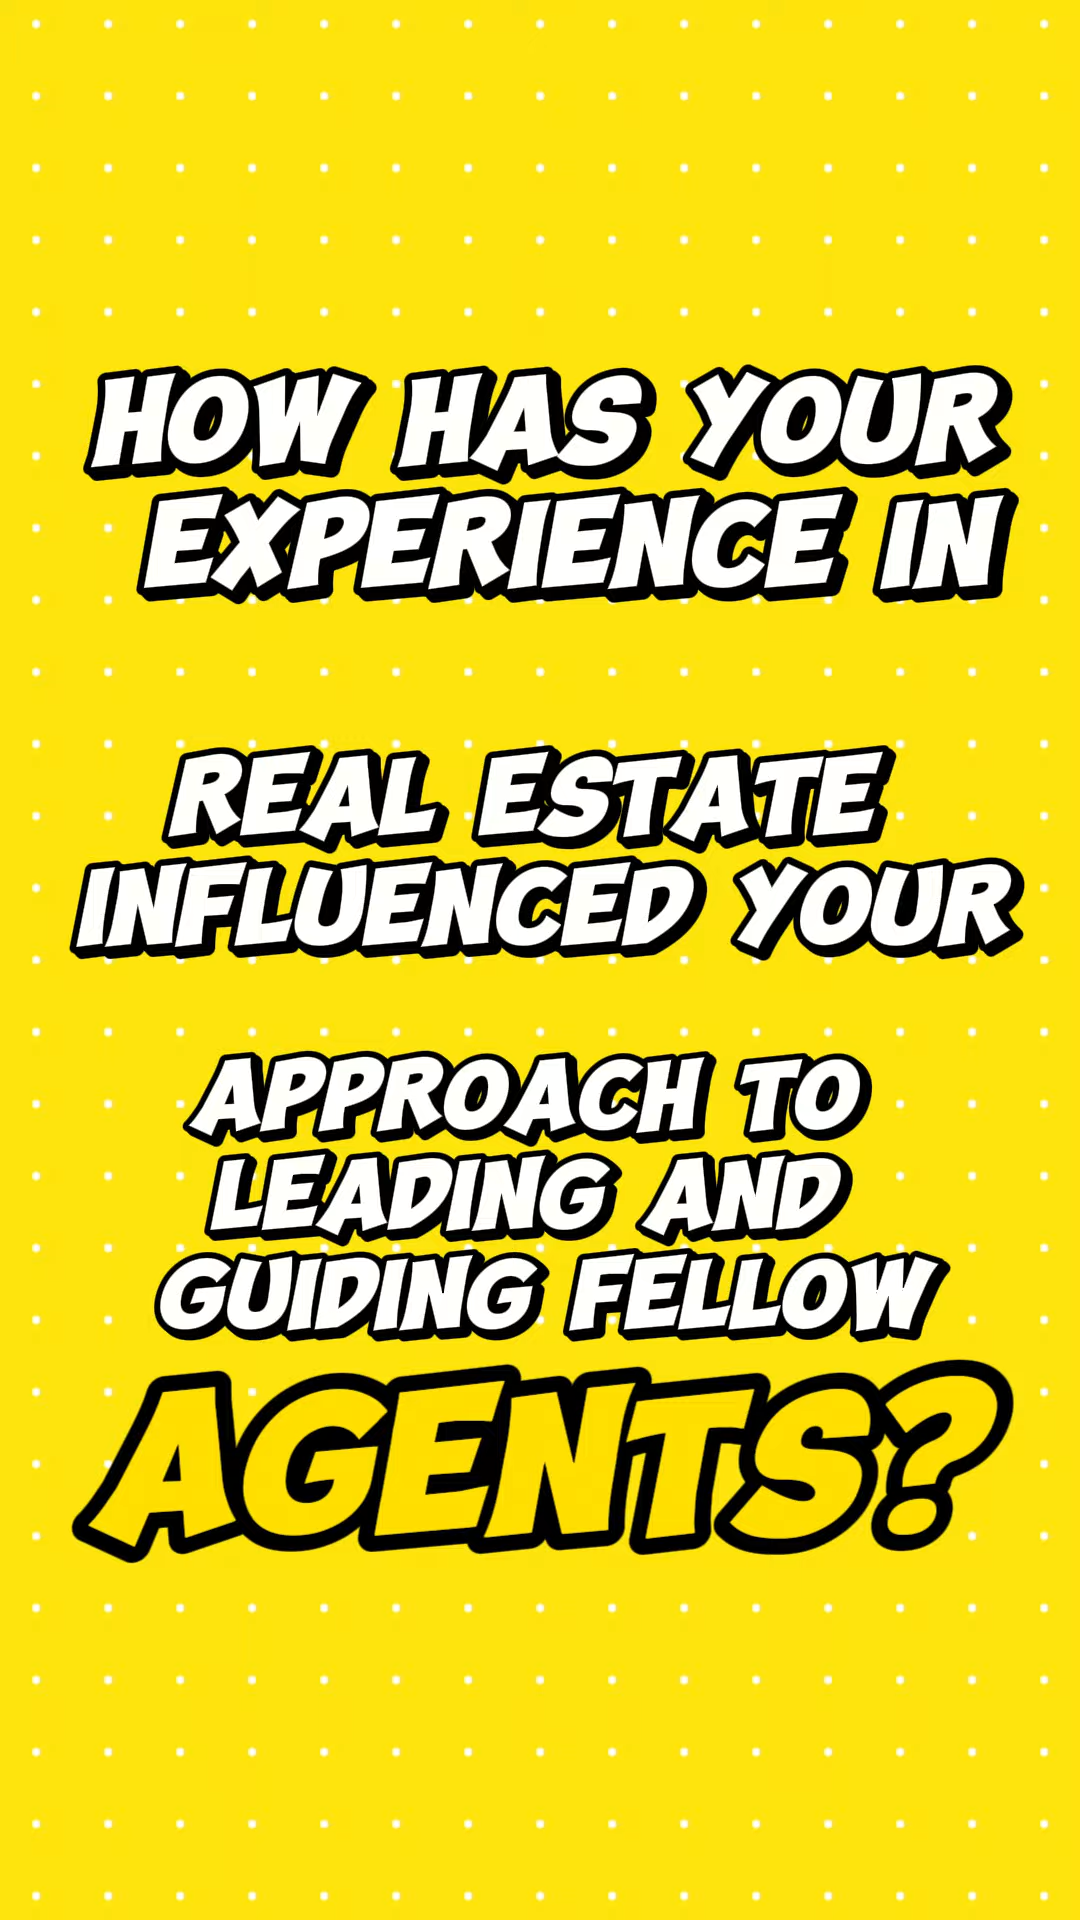 HOW HAS YOUR
EXPERIENCE IN
REAL ESTATE
INFLUENCED YOUR
APPROACH TO
LEADING AND
GUIDING FELLOW
AGENTS?